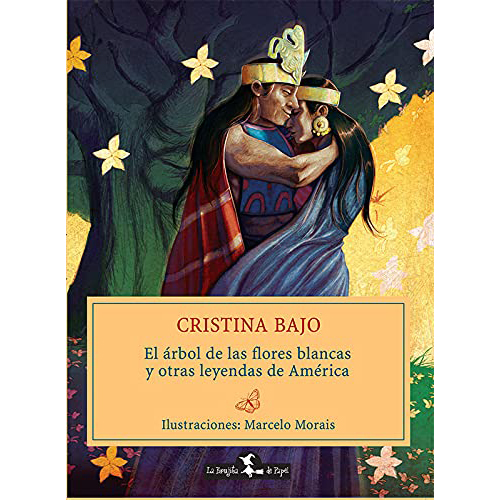 CRISTINA BAJO
El árbol de las flores blancas
y otras leyendas de América
Ilustraciones: Marcelo Morais
La Brujita de Papel